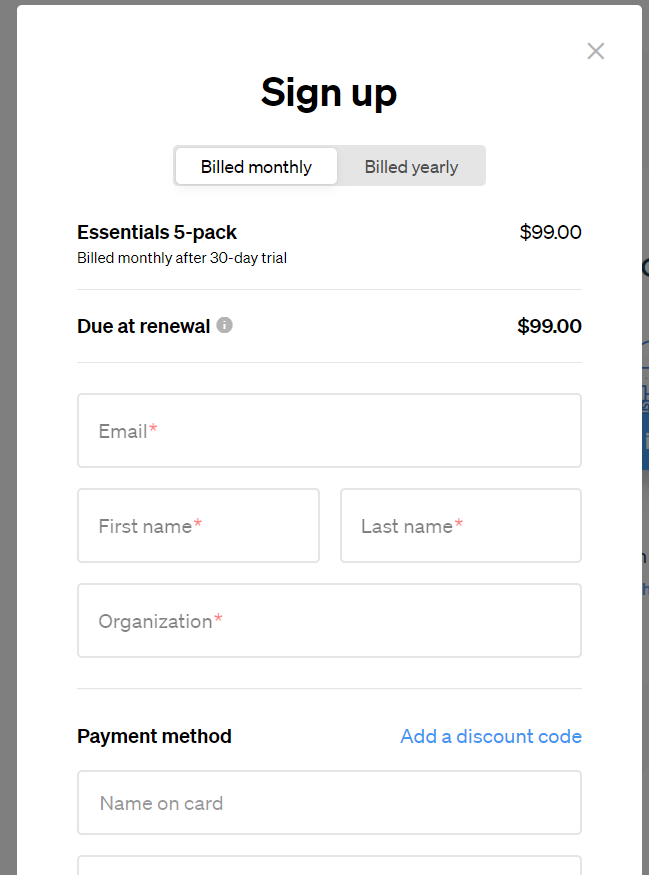 Sign up
Billed monthly Billed yearly
Essentials 5-pack $99.00
Billed monthly after 30-day trial
Due at renewal $99.00
Email*
First name* Last name*
Organization*
Payment method Add a discount code
Name on card